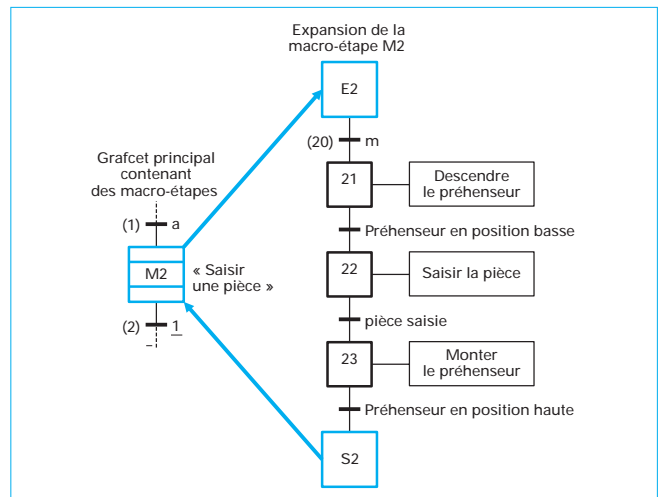 Expansion de la
macro-étape M2
E2
(20) m
Grafcet principal
contenant
des macro-étapes
21
Descendre
le préhenseur
(1) a
Préhenseur en position basse
M2
« Saisir
une pièce »
22
Saisir la pièce
(2) 1
pièce saisie
23
Monter
le préhenseur
Préhenseur en position haute
S2